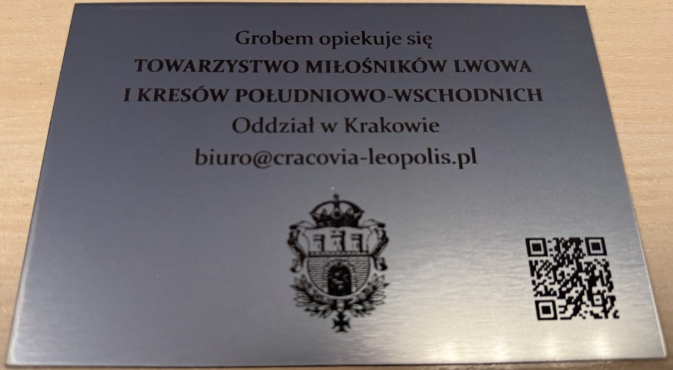 Grobem opiekuje się
TOWARZYSTWO MIŁOŚNIKÓW LWOWA
I KRESÓW POŁUDNIOWO-WSCHODNICH
Oddział w Krakowie
biuro@cracovia-leopolis.pl